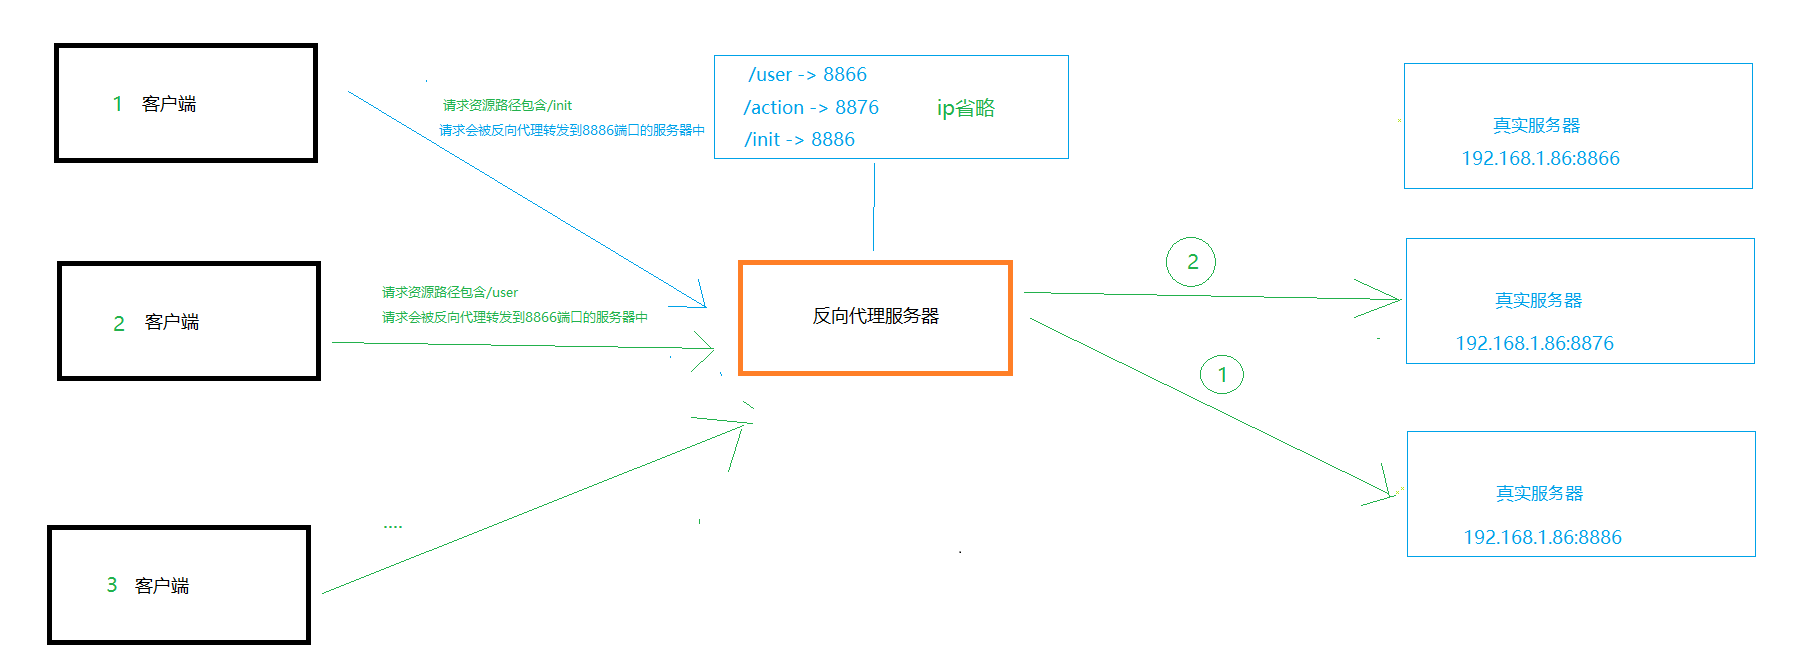 1 客户端
请求资源路径包含/init
请求会被反向代理转发到8886端口的服务器中
/user -> 8866
/action -> 8876 ip省略
/init -> 8886
真实服务器
192.168.1.86:8866
2 客户端
请求资源路径包含/user
请求会被反向代理转发到8866端口的服务器中
反向代理服务器
2
1
真实服务器
192.168.1.86:8876
3 客户端
....
真实服务器
192.168.1.86:8886